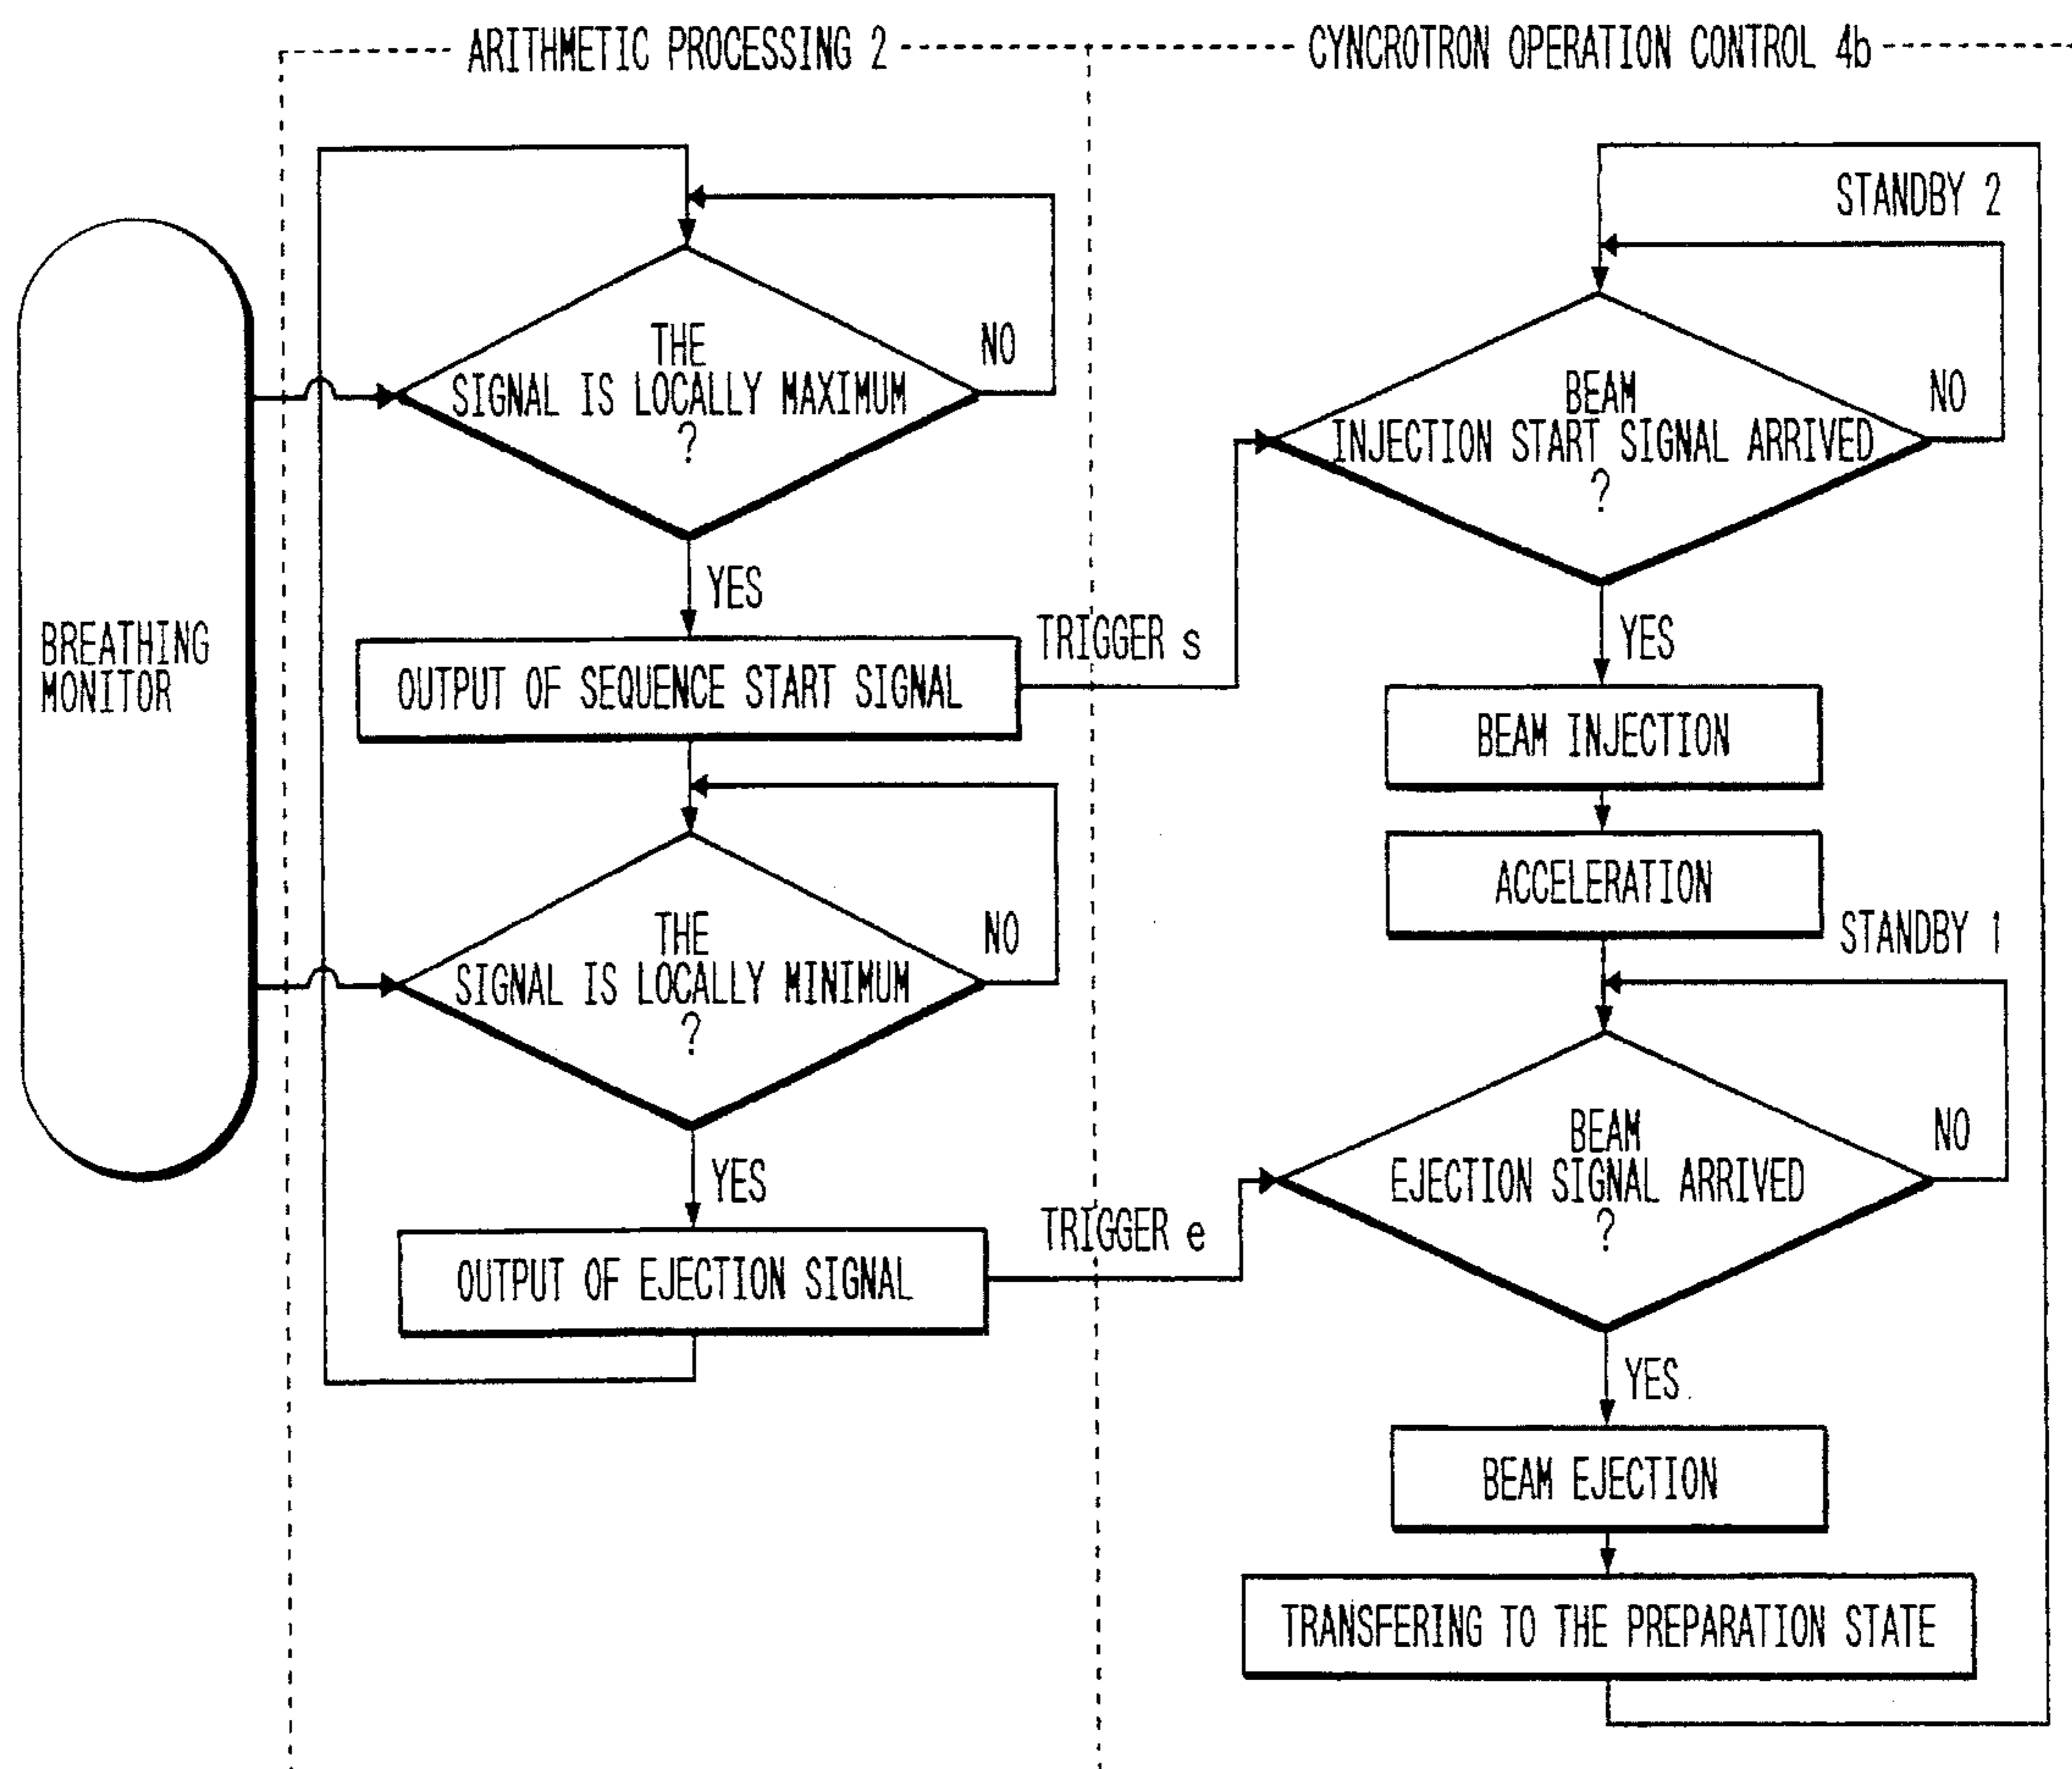 ARITHMETIC PROCESSING 2
CYNCROTRON OPERATION CONTROL 4b
BREATHING
MONITOR
THE
SIGNAL IS LOCALLY MAXIMUM
?
NO
YES
OUTPUT OF SEQUENCE START SIGNAL
TRIGGER s
THE
SIGNAL IS LOCALLY MINIMUM
?
NO
YES
OUTPUT OF EJECTION SIGNAL
TRIGGER e
STANDBY 2
BEAM
INJECTION START SIGNAL ARRIVED
?
NO
YES
BEAM INJECTION
ACCELERATION
STANDBY 1
BEAM
EJECTION SIGNAL ARRIVED
?
NO
YES
BEAM EJECTION
TRANSFERING TO THE PREPARATION STATE